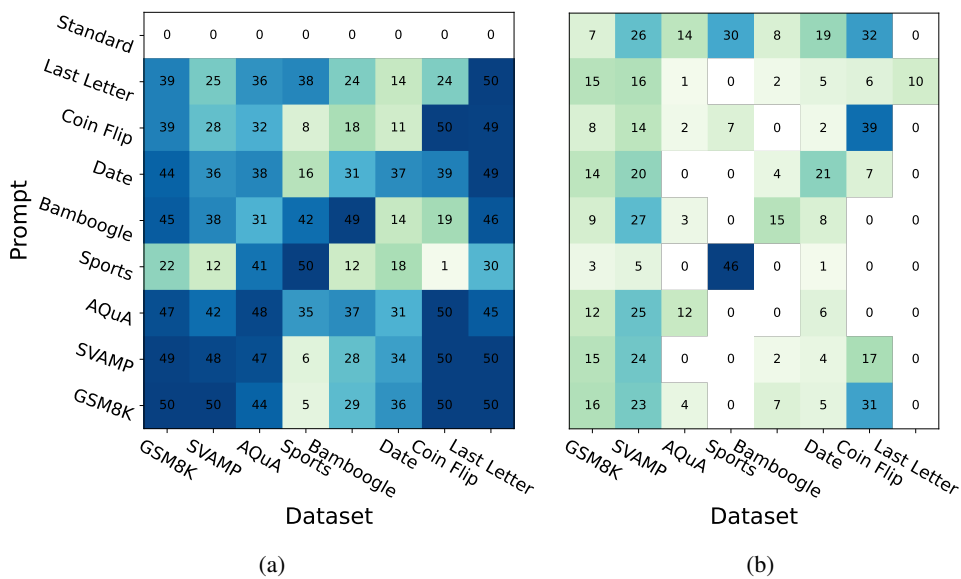 Standard 0 0 0 0 0 0 0 0 7 26 14 30 8 19 32 0
Last Letter 39 25 36 38 24 14 24 50 15 16 1 0 2 5 6 10
Coin Flip 39 28 32 8 18 11 50 49 8 14 2 7 0 2 39 0
Date 44 36 38 16 31 37 39 49 14 20 0 0 4 21 7 0
Bamboogle 45 38 31 42 49 14 19 46 9 27 3 0 15 8 0 0
Sports 22 12 41 50 12 18 1 30 3 5 0 46 0 1 0 0
AQuA 47 42 48 35 37 31 50 45 12 25 12 0 0 6 0 0
SVAMP 49 48 47 6 28 34 50 50 15 24 0 0 2 4 17 0
GSM8K 50 50 44 5 29 36 50 50 16 23 4 0 7 5 31 0
Prompt
GSM8K SVAMP AQuA Sports Bamboogle Date Coin Flip Last Letter GSM8K SVAMP AQuA Sports Bamboogle Date Coin Flip Last Letter
Dataset Dataset
(a) (b)